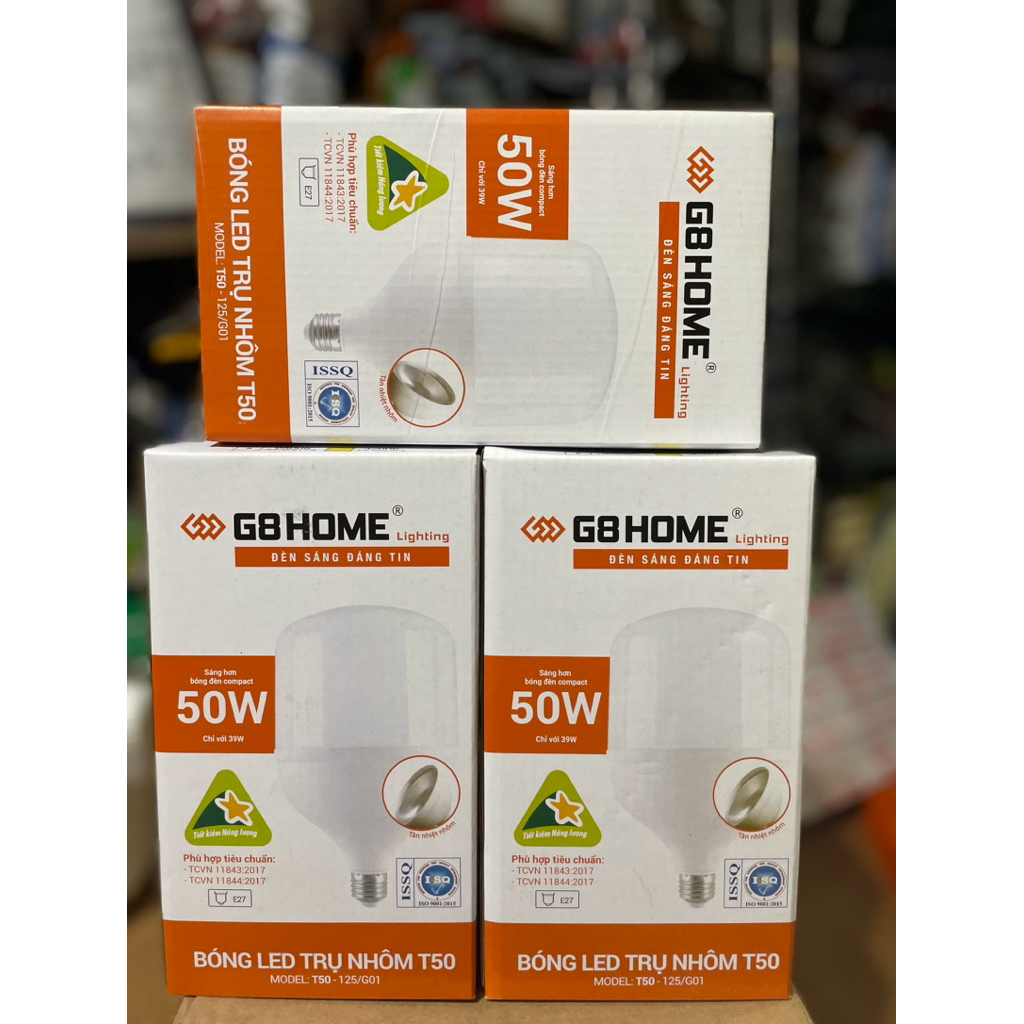 G8HOME®
Lighting
ĐÈN SÁNG ĐÁNG TIN
Sáng hơn
bóng đèn compact
50W
Chỉ với 39W
Tiết kiệm Năng lượng
Phù hợp tiêu chuẩn:
- TCVN 11843:2017
- TCVN 11844:2017
E27
Tản nhiệt nhôm
ISSQ
ISQ
ISO 9001:2015
BÓNG LED TRỤ NHÔM T50
MODEL: T50 - 125/G01
G8HOME®
Lighting
ĐÈN SÁNG ĐÁNG TIN
Sáng hơn
bóng đèn compact
50W
Chỉ với 39W
Tiết kiệm Năng lượng
Tản nhiệt nhôm
Phù hợp tiêu chuẩn:
- TCVN 11843:2017
- TCVN 11844:2017
E27
ISSQ
ISQ
ISO 9001:2015
BÓNG LED TRỤ NHÔM T50
MODEL: T50 - 125/G01
G8HOME®
Lighting
ĐÈN SÁNG ĐÁNG TIN
Sáng hơn
bóng đèn compact
50W
Chỉ với 39W
Tiết kiệm Năng lượng
Tản nhiệt nhôm
Phù hợp tiêu chuẩn:
- TCVN 11843:2017
- TCVN 11844:2017
E27
ISSQ
ISQ
ISO 9001:2015
BÓNG LED TRỤ NHÔM T50
MODEL: T50 - 125/G01